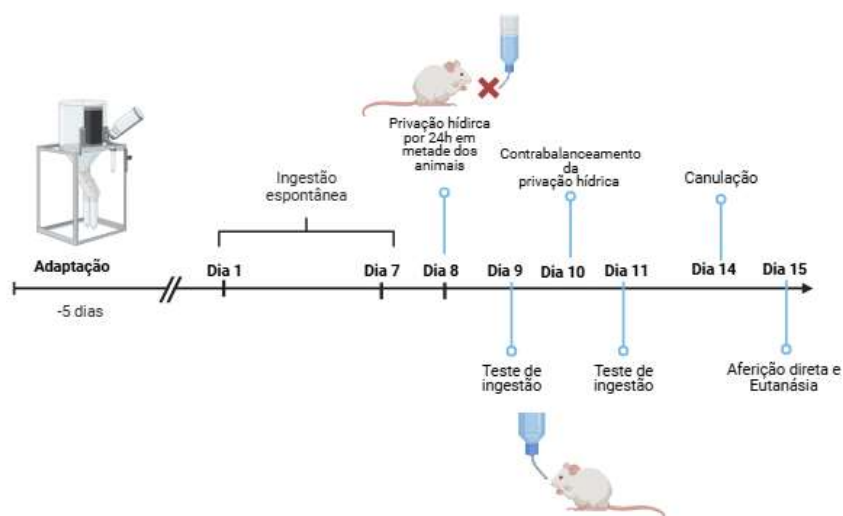 Privação hídirca
por 24h em
metade dos
animais
Contrabalanceamento
da
privação hídrica
Canulação
Ingestão
espontânea
Adaptação
Dia 1
Dia 7
Dia 8
Dia 9
Dia 10
Dia 11
Dia 14
Dia 15
-5 dias
Teste de
ingestão
Teste de
ingestão
Aferição direta e
Eutanásia